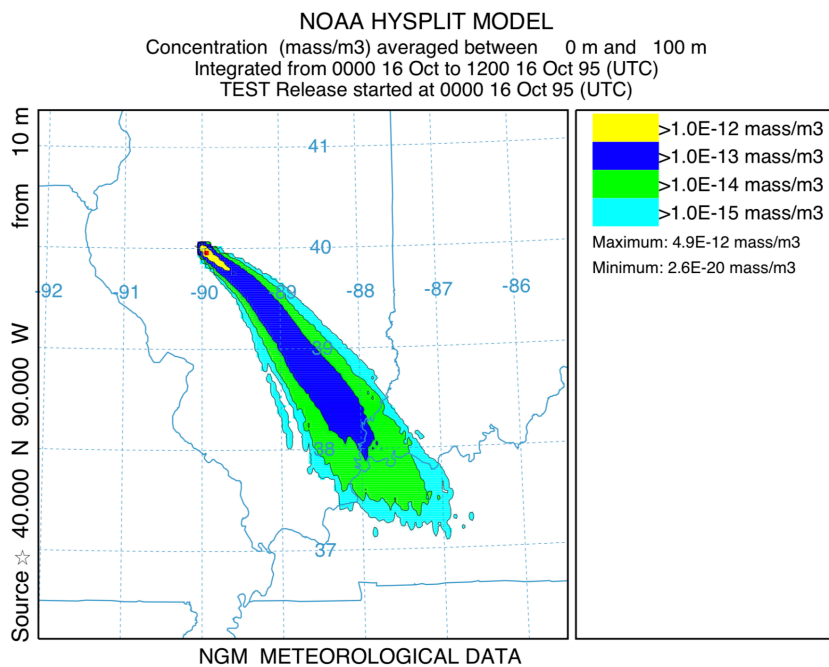 NOAA HYSPLIT MODEL
Concentration (mass/m3) averaged between 0 m and 100 m
Integrated from 0000 16 Oct to 1200 16 Oct 95 (UTC)
TEST Release started at 0000 16 Oct 95 (UTC)
Source ☆ 40.000 N 90.000 W from 10 m
41
40
-92 -91 -90 -89 -88 -87 -86
39
38
37
>1.0E-12 mass/m3
>1.0E-13 mass/m3
>1.0E-14 mass/m3
>1.0E-15 mass/m3
Maximum: 4.9E-12 mass/m3
Minimum: 2.6E-20 mass/m3
NGM METEOROLOGICAL DATA